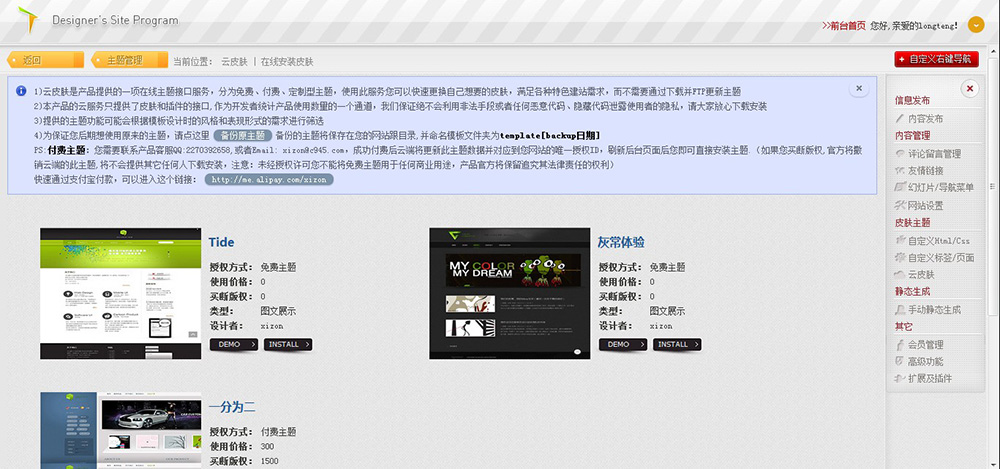 Designer's Site Program
>>前台首页 您好,亲爱的longteng!
返回 主题管理 当前位置: 云皮肤 | 在线安装皮肤
+ 自定义右键导航
1)云皮肤是产品提供的一项在线主题接口服务，分为免费、付费、定制型主题，使用此服务您可以快速更换自己想要的皮肤，满足各种特色建站需求，而不需要通过下载并FTP更新主题
2)本产品的云服务只提供了皮肤和插件的接口,作为开发者统计产品使用数量的一个通道，我们保证绝不会利用非法手段或者任何恶意代码、隐藏代码泄露使用者的隐私，请大家放心下载安装
3)提供的主题功能可能会根据模板设计时的风格和表现形式的需求进行筛选
4)为保证您后期想使用原来的主题，请点这里 备份原主题 备份的主题将保存在您的网站跟目录,并命名模板文件夹为template[backup日期]
PS:付费主题: 您需要联系产品客服QQ:2270392658,或者Email: xizon@c945.com，成功付费后云端将更新此主题数据并对应到您网站的唯一授权ID，刷新后台页面后您即可直接安装主题.（如果您买断版权,官方将撤
销云端的此主题,将不会提供其它任何人下载安装，注意: 未经授权许可您不能将免费主题用于任何商业用途，产品官方将保留追究其法律责任的权利）
快速通过支付宝付款，可以进入这个链接: http://me.alipay.com/xizon
Tide
授权方式: 免费主题
使用价格: 0
买断版权: 0
类型: 图文展示
设计者: xizon
DEMO INSTALL
MY COLOR
MY DREAM
灰常体验
授权方式: 免费主题
使用价格: 0
买断版权: 0
类型: 图文展示
设计者: xizon
DEMO INSTALL
一分为二
授权方式: 付费主题
使用价格: 300
买断版权: 1500
信息发布
内容发布
内容管理
评论留言管理
友情链接
幻灯片/导航菜单
网站设置
皮肤主题
自定义Html/Css
自定义标签/页面
云皮肤
静态生成
手动静态生成
其它
会员管理
高级功能
扩展及插件